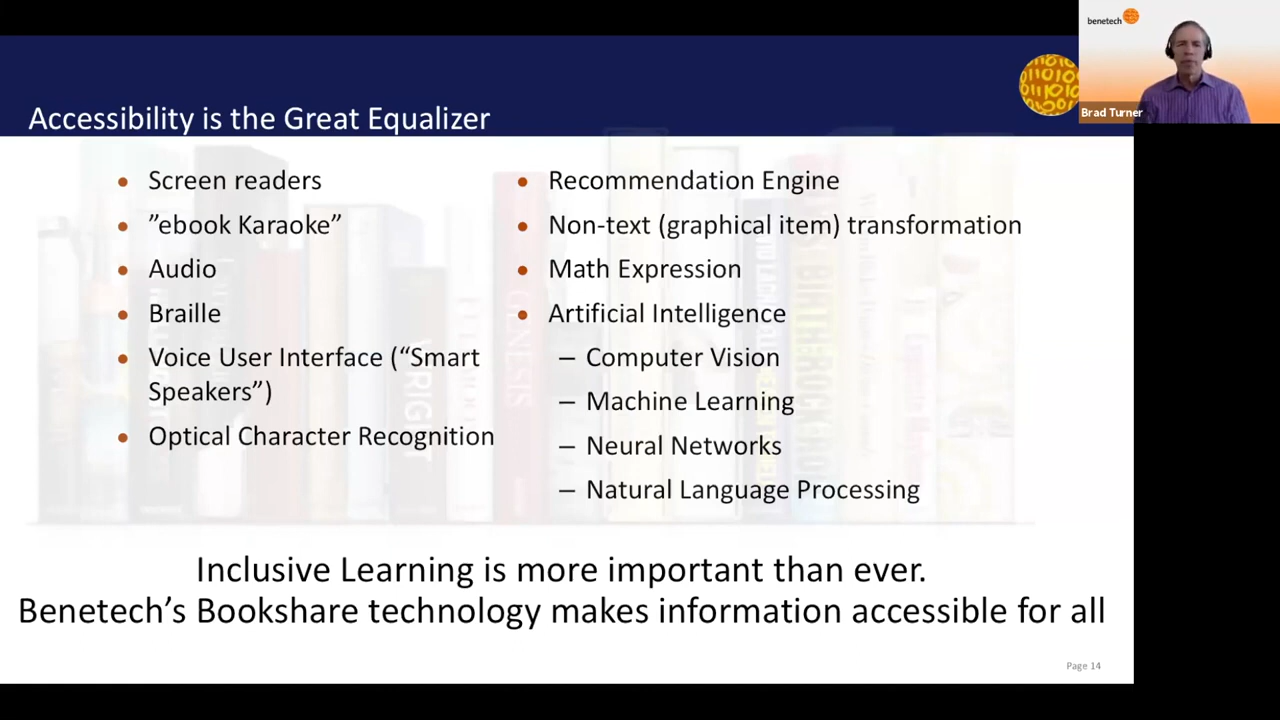 benetech
Brad Turner
Accessibility is the Great Equalizer
Screen readers
”ebook Karaoke”
Audio
Braille
Voice User Interface (“Smart
Speakers”)
Optical Character Recognition
Recommendation Engine
Non-text (graphical item) transformation
Math Expression
Artificial Intelligence
– Computer Vision
– Machine Learning
– Neural Networks
– Natural Language Processing
GENESIS
Inclusive Learning is more important than ever.
Benetech’s Bookshare technology makes information accessible for all
Page 14